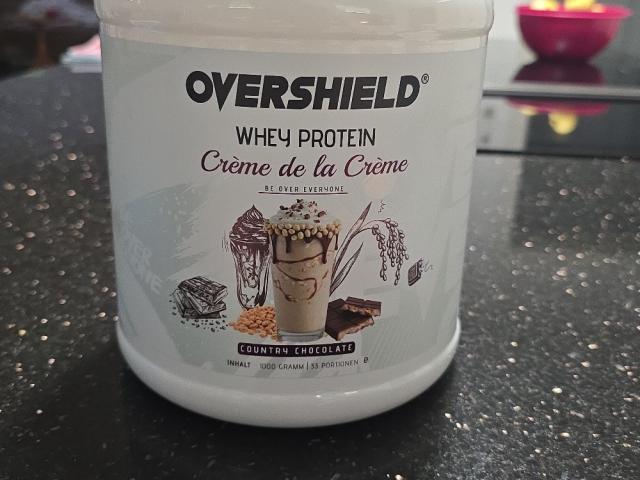 OVERSHIELD®
WHEY PROTEIN
Crème de la Crème
BE OVER EVERYONE
COUNTRY CHOCOLATE
INHALT 1000 GRAMM | 33 PORTIONEN ℮